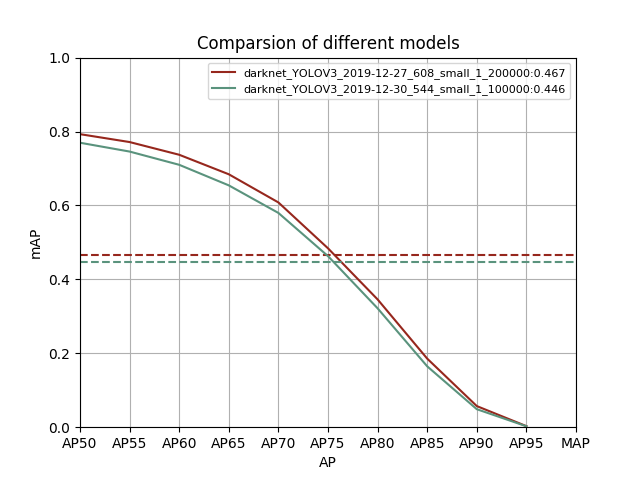 Comparsion of different models
1.0
darknet_YOLOV3_2019-12-27_608_small_1_200000:0.467
darknet_YOLOV3_2019-12-30_544_small_1_100000:0.446
0.8
0.6
mAP
0.4
0.2
0.0
AP50 AP55 AP60 AP65 AP70 AP75 AP80 AP85 AP90 AP95 MAP
AP